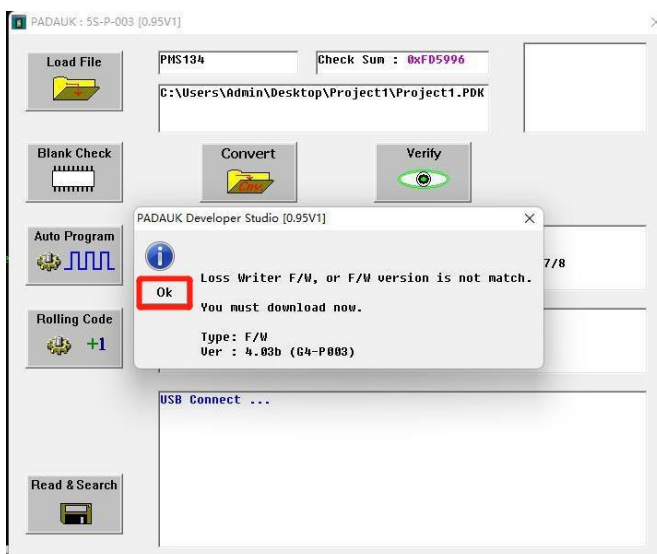 PADAUK : 5S-P-003 [0.95V1]
Load File
PMS134
Check Sum : 0xFD5996
C:\Users\Admin\Desktop\Project1\Project1.PDK
Blank Check
Convert
Cnv.
Verify
PADAUK Developer Studio [0.95V1]
Auto Program
7/8
Loss Writer F/W, or F/W version is not match.
Ok
You must download now.
Rolling Code
+1
Type: F/W
Ver : 4.03b (G4-P003)
USB Connect ...
Read & Search